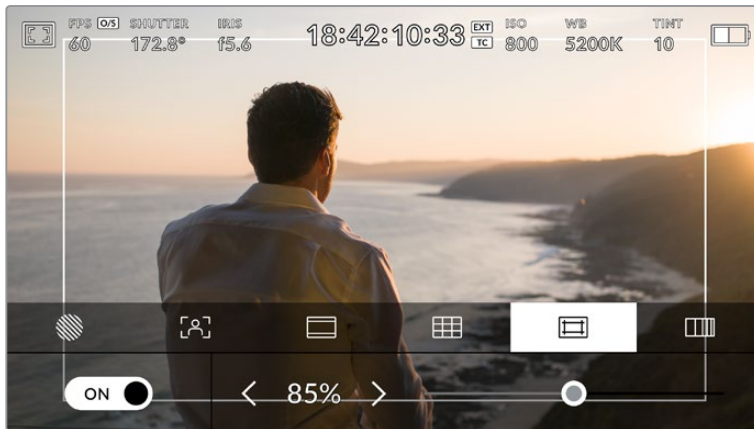 FPS O/S SHUTTER IRIS 18:42:10:33 EXT TC ISO WB TINT
60 172.8° f5.6 800 5200K 10
ON 85%